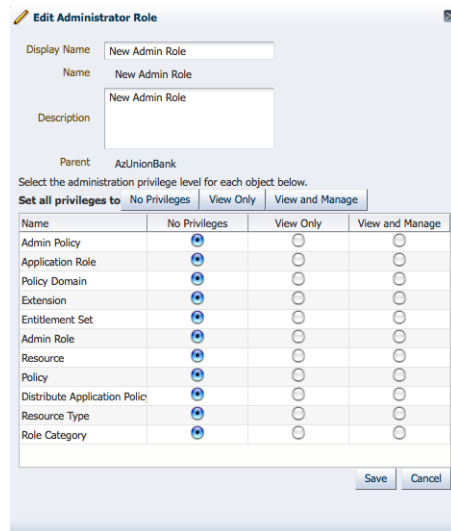 Edit Administrator Role
Display Name New Admin Role
Name New Admin Role
New Admin Role
Description
Parent AzUnionBank
Select the administration privilege level for each object below.
Set all privileges to No Privileges View Only View and Manage
Name No Privileges View Only View and Manage
Admin Policy
Application Role
Policy Domain
Extension
Entitlement Set
Admin Role
Resource
Policy
Distribute Application Polic
Resource Type
Role Category
Save Cancel